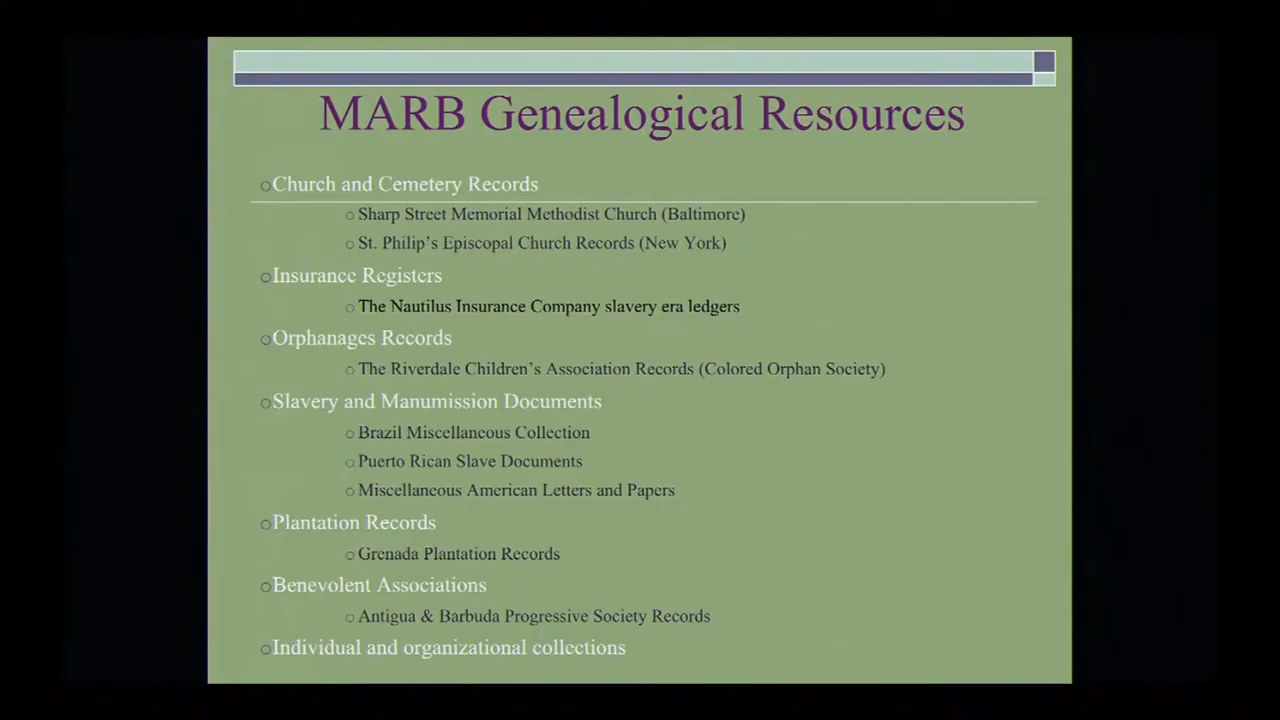 MARB Genealogical Resources
Church and Cemetery Records
Sharp Street Memorial Methodist Church (Baltimore)
St. Philip's Episcopal Church Records (New York)
Insurance Registers
The Nautilus Insurance Company slavery era ledgers
Orphanages Records
The Riverdale Children's Association Records (Colored Orphan Society)
Slavery and Manumission Documents
Brazil Miscellaneous Collection
Puerto Rican Slave Documents
Miscellaneous American Letters and Papers
Plantation Records
Grenada Plantation Records
Benevolent Associations
Antigua & Barbuda Progressive Society Records
Individual and organizational collections